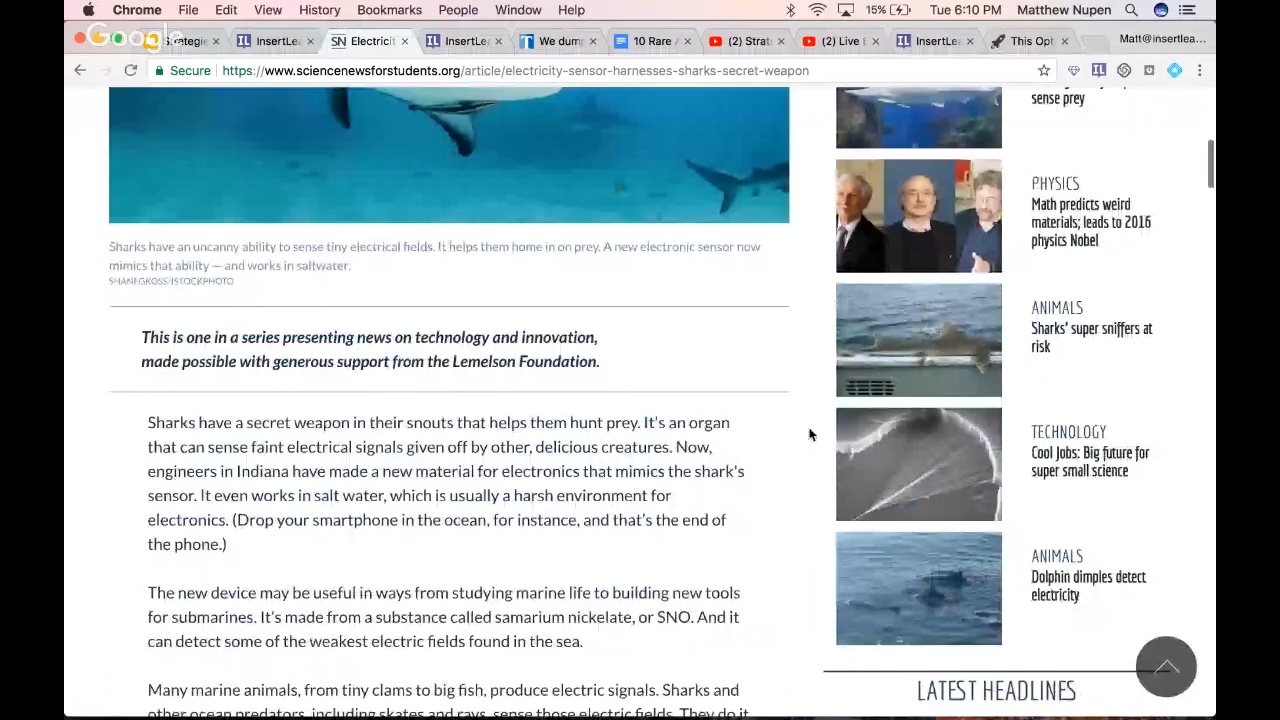 Chrome File Edit View History Bookmarks People Window Help 15% Tue 6:10 PM Matthew Nupen
Google
Strategies InsertLea SN Electricit InsertLea We dum 10 Rare / (2) Strat (2) Live E InsertLea This Opt Matt@insertlea...
Secure https://www.sciencenewsforstudents.org/article/electricity-sensor-harnesses-sharks-secret-weapon
sense prey
Sharks have an uncanny ability to sense tiny electrical fields. It helps them home in on prey. A new electronic sensor now
mimics that ability — and works in saltwater.
SHANEGROSS/ISTOCKPHOTO
This is one in a series presenting news on technology and innovation,
made possible with generous support from the Lemelson Foundation.
Sharks have a secret weapon in their snouts that helps them hunt prey. It's an organ
that can sense faint electrical signals given off by other, delicious creatures. Now,
engineers in Indiana have made a new material for electronics that mimics the shark's
sensor. It even works in salt water, which is usually a harsh environment for
electronics. (Drop your smartphone in the ocean, for instance, and that's the end of
the phone.)
The new device may be useful in ways from studying marine life to building new tools
for submarines. It's made from a substance called samarium nickelate, or SNO. And it
can detect some of the weakest electric fields found in the sea.
Many marine animals, from tiny clams to big fish, produce electric signals. Sharks and
other ocean predators, including skates and rays, sense those electric fields. They do it
PHYSICS
Math predicts weird
materials; leads to 2016
physics Nobel
ANIMALS
Sharks' super sniffers at
risk
TECHNOLOGY
Cool Jobs: Big future for
super small science
ANIMALS
Dolphin dimples detect
electricity
LATEST HEADLINES